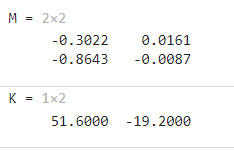 M = 2×2
-0.3022 0.0161
-0.8643 -0.0087
K = 1×2
51.6000 -19.2000